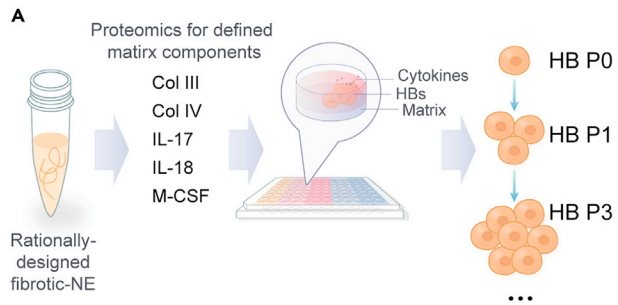 A
Proteomics for defined
matirx components
Col III
Col IV
IL-17
IL-18
M-CSF
Rationally-
designed
fibrotic-NE
Cytokines
HBs
Matrix
HB P0
HB P1
HB P3
...